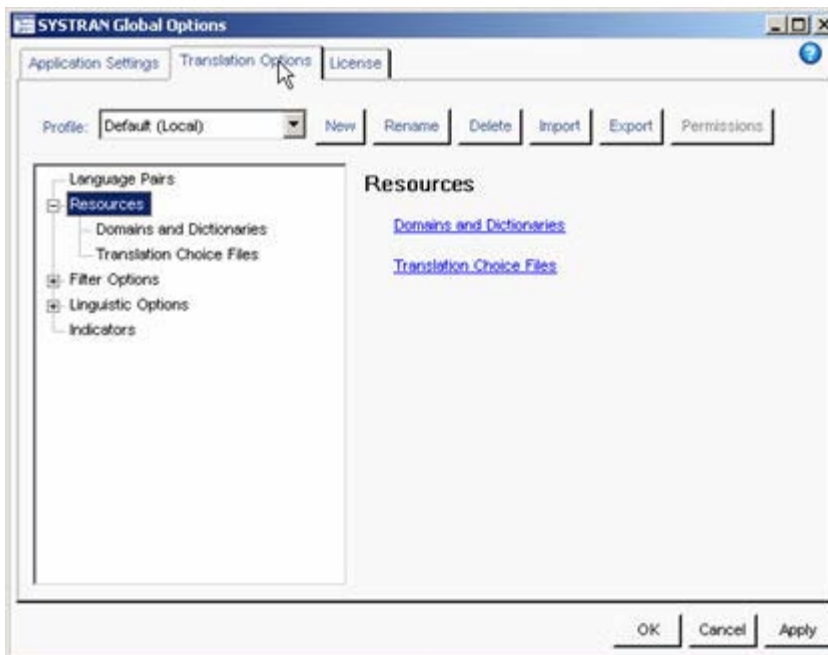 SYSTRAN Global Options
Application Settings Translation Options License
Profile: Default (Local) New Rename Delete Import Export Permissions
Language Pairs
Resources
Domains and Dictionaries
Translation Choice Files
Filter Options
Linguistic Options
Indicators
Resources
Domains and Dictionaries
Translation Choice Files
OK Cancel Apply